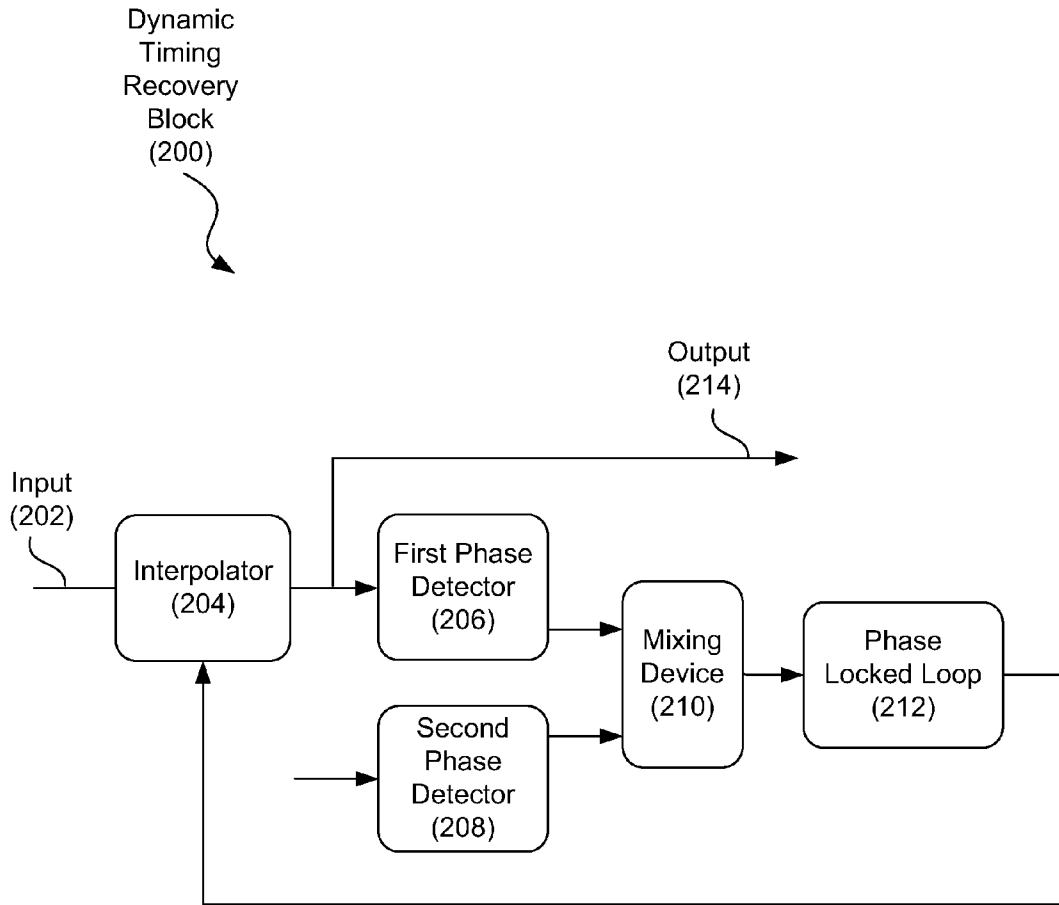 Dynamic
Timing
Recovery
Block
(200)
Output
(214)
Input
(202)
Interpolator
(204)
First Phase
Detector
(206)
Mixing
Device
(210)
Phase
Locked Loop
(212)
Second
Phase
Detector
(208)